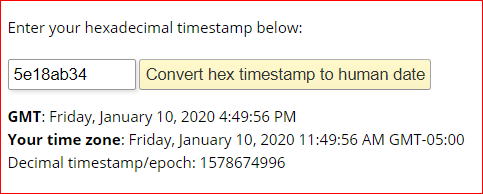 Enter your hexadecimal timestamp below:
5e18ab34 Convert hex timestamp to human date
GMT: Friday, January 10, 2020 4:49:56 PM
Your time zone: Friday, January 10, 2020 11:49:56 AM GMT-05:00
Decimal timestamp/epoch: 1578674996